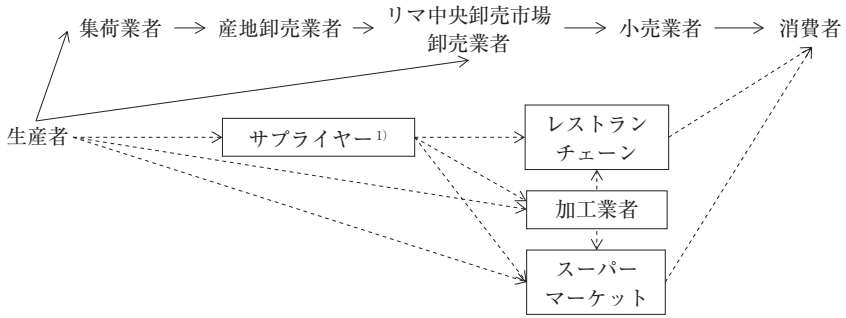 集荷業者
産地卸売業者
リマ中央卸売市場
卸売業者
小売業者
消費者
生産者
サプライヤー1)
レストラン
チェーン
加工業者
スーパー
マーケット